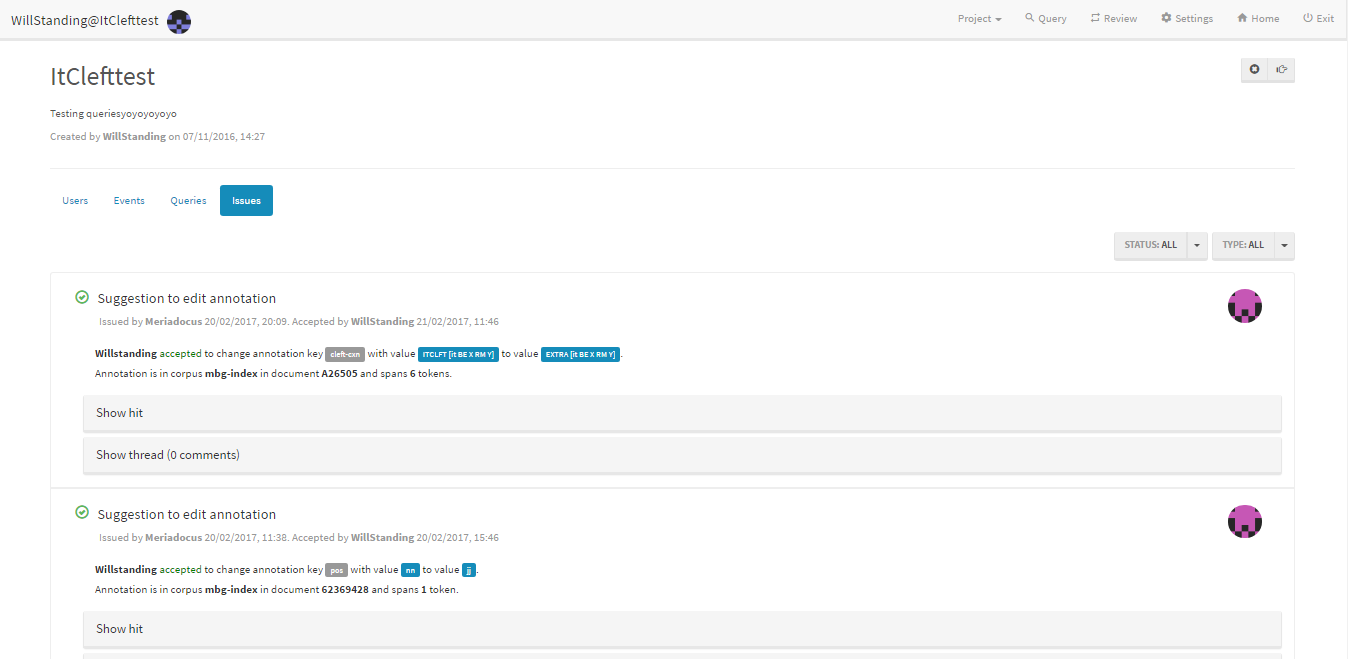 WillStanding@ItClefttest
Project Query Review Settings Home Exit
ItClefttest
Testing queriesyoyoyoyoyo
Created by WillStanding on 07/11/2016, 14:27
Users Events Queries Issues
STATUS: ALL TYPE: ALL
Suggestion to edit annotation
Issued by Meriadocus 20/02/2017, 20:09. Accepted by WillStanding 21/02/2017, 11:46
Willstanding accepted to change annotation key cleft-cxn with value ITCLFT [it BE X RM Y] to value EXTRA [it BE X RM Y].
Annotation is in corpus mbg-index in document A26505 and spans 6 tokens.
Show hit
Show thread (0 comments)
Suggestion to edit annotation
Issued by Meriadocus 20/02/2017, 11:38. Accepted by WillStanding 20/02/2017, 15:46
Willstanding accepted to change annotation key pos with value nn to value jj.
Annotation is in corpus mbg-index in document 62369428 and spans 1 token.
Show hit